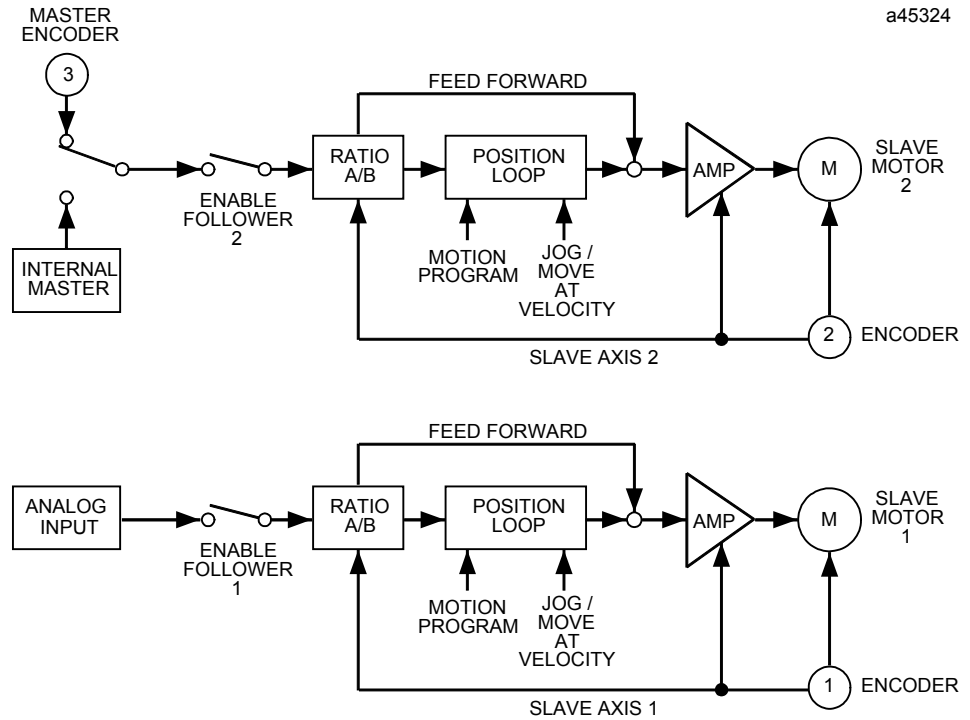 MASTER
ENCODER
a45324
3
FEED FORWARD
RATIO
A/B
POSITION
LOOP
AMP
M
SLAVE
MOTOR
2
ENABLE
FOLLOWER
2
INTERNAL
MASTER
MOTION
PROGRAM
JOG /
MOVE
AT
VELOCITY
2
ENCODER
SLAVE AXIS 2
FEED FORWARD
ANALOG
INPUT
RATIO
A/B
POSITION
LOOP
AMP
M
SLAVE
MOTOR
1
ENABLE
FOLLOWER
1
MOTION
PROGRAM
JOG /
MOVE
AT
VELOCITY
1
ENCODER
SLAVE AXIS 1